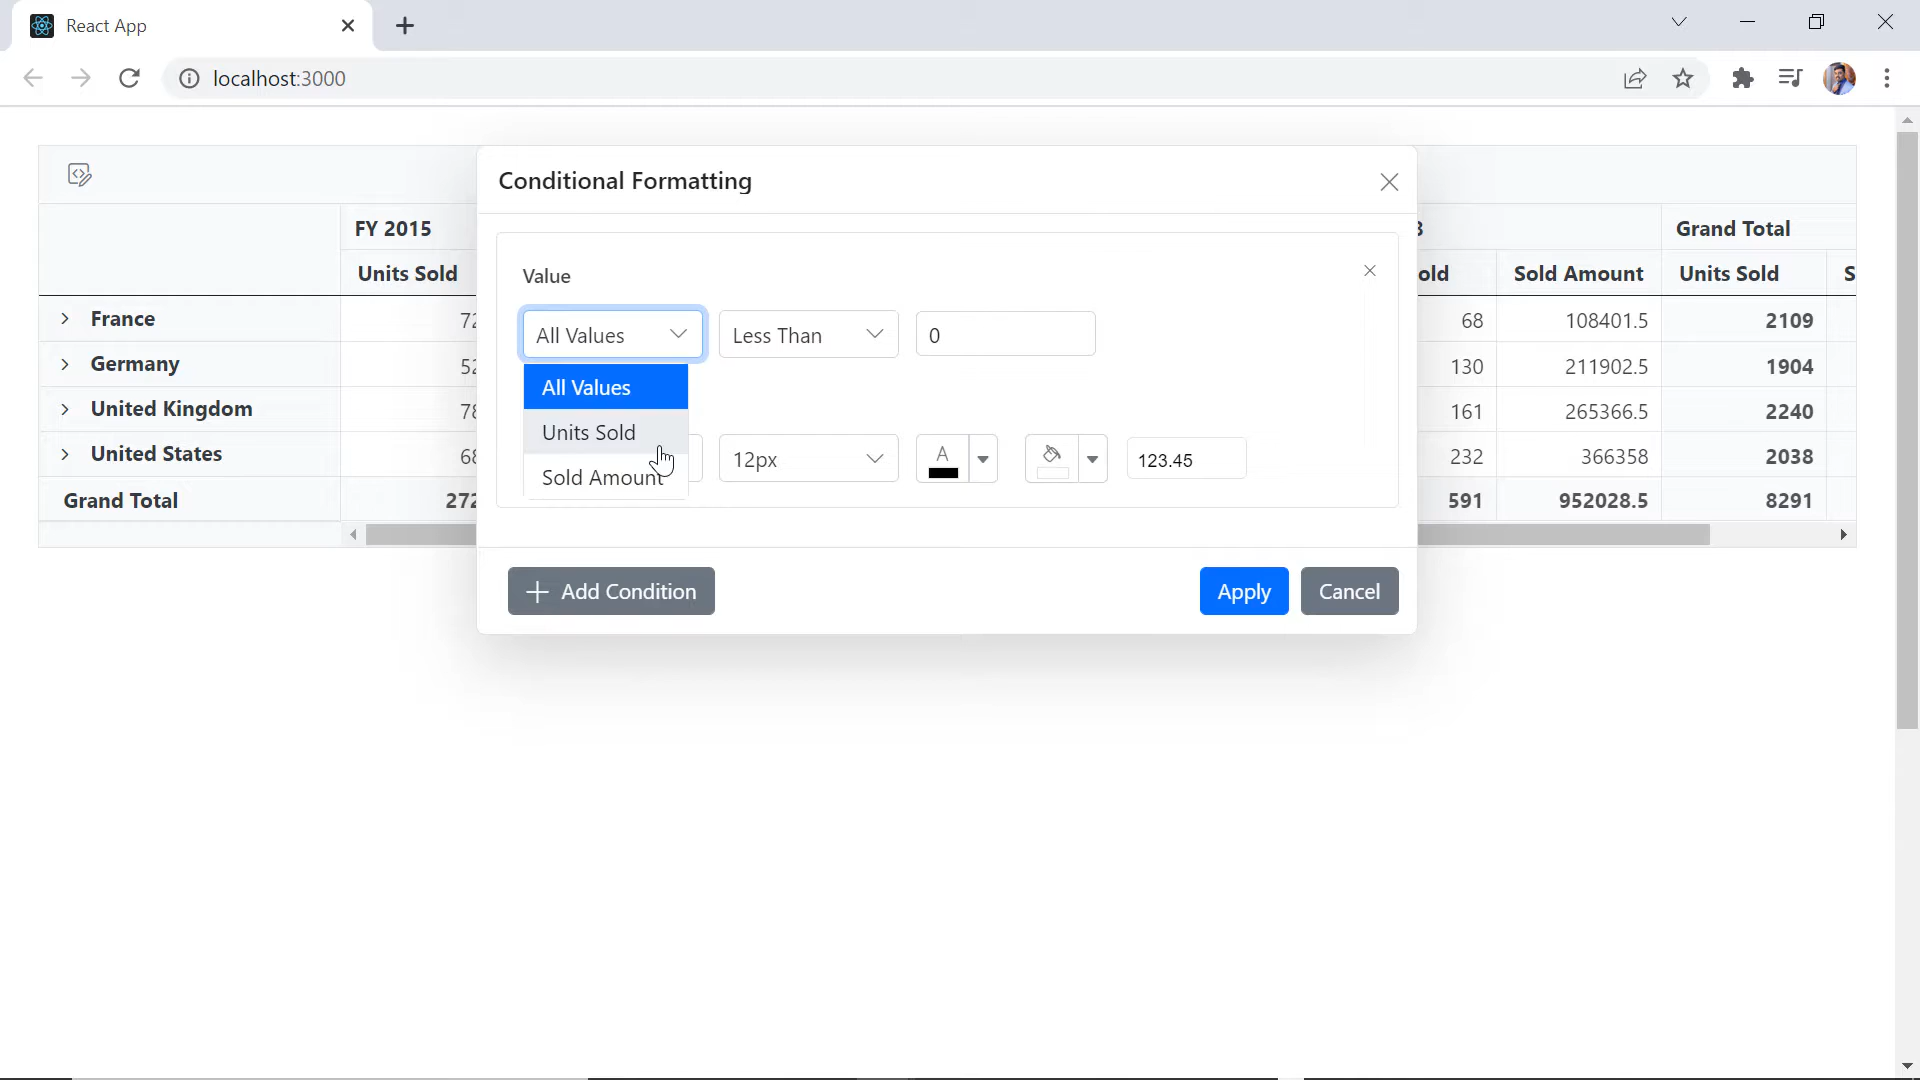 React App
localhost:3000
Conditional Formatting
FY 2015
Grand Total
Units Sold
Sold Amount
Units Sold
S
Value
France
68
108401.5
2109
All Values
Less Than
0
Germany
130
211902.5
1904
All Values
United Kingdom
161
265366.5
2240
Units Sold
United States
232
366358
2038
12px
A
123.45
Sold Amount
Grand Total
591
952028.5
8291
Add Condition
Apply
Cancel